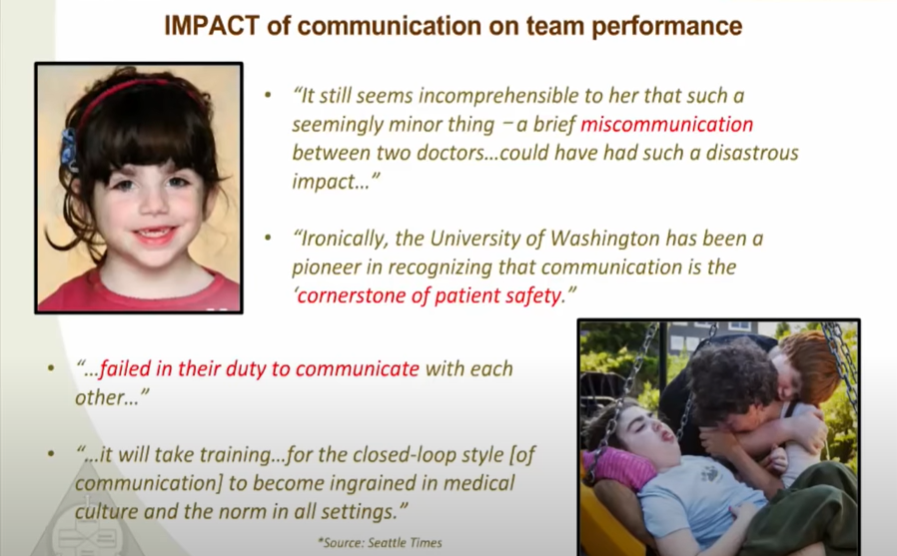 IMPACT of communication on team performance
• “It still seems incomprehensible to her that such a
seemingly minor thing – a brief miscommunication
between two doctors...could have had such a disastrous
impact...”
• “Ironically, the University of Washington has been a
pioneer in recognizing that communication is the
‘cornerstone of patient safety.”
• “...failed in their duty to communicate with each
other...”
• “...it will take training...for the closed-loop style [of
communication] to become ingrained in medical
culture and the norm in all settings.”
*Source: Seattle Times